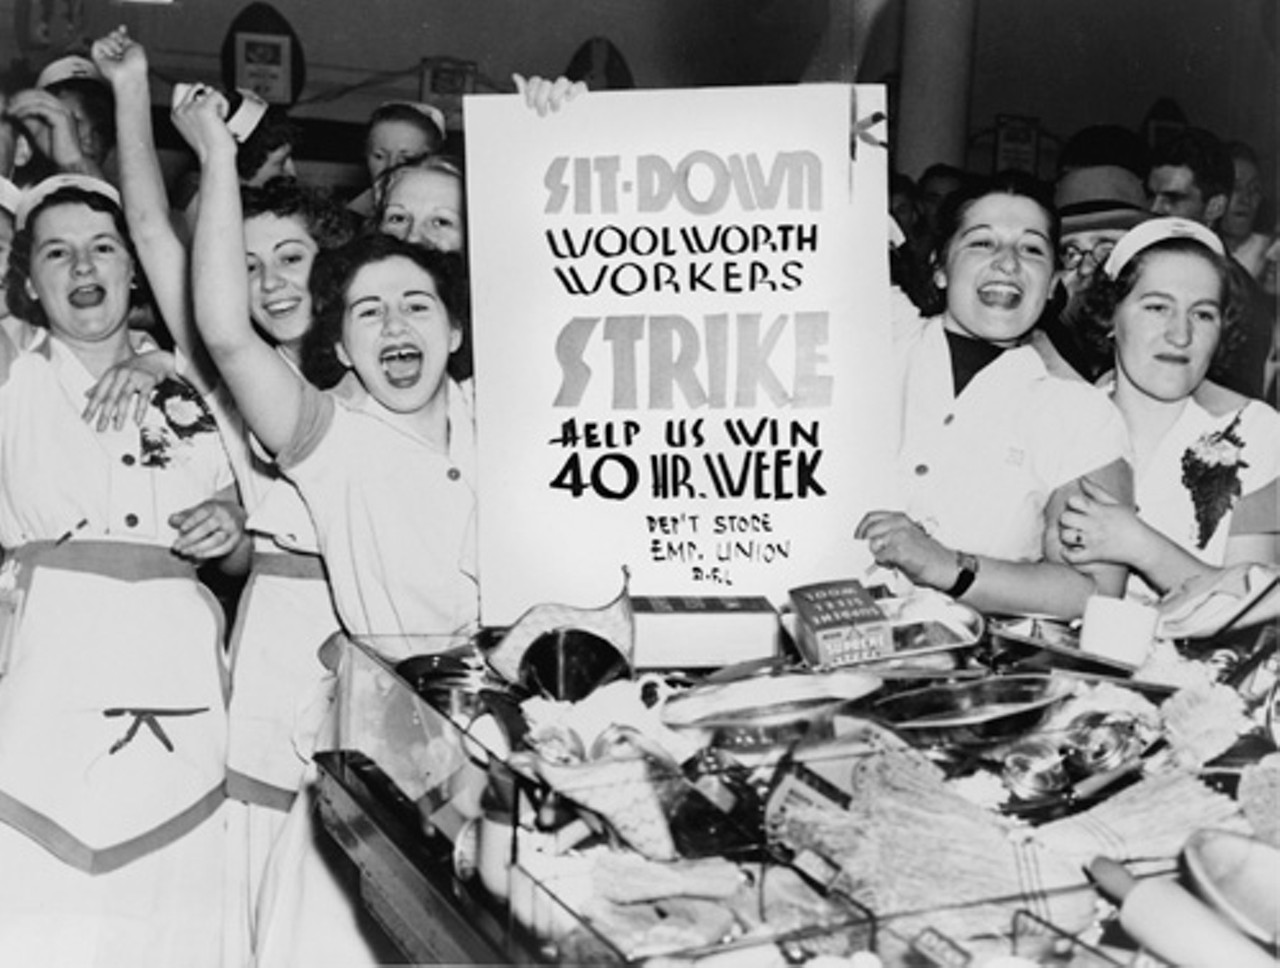 SIT-DOWN
WOOLWORTH
WORKERS
STRIKE
HELP US WIN
40 HR. WEEK
DEP'T STORE
EMP. UNION
A.F.L